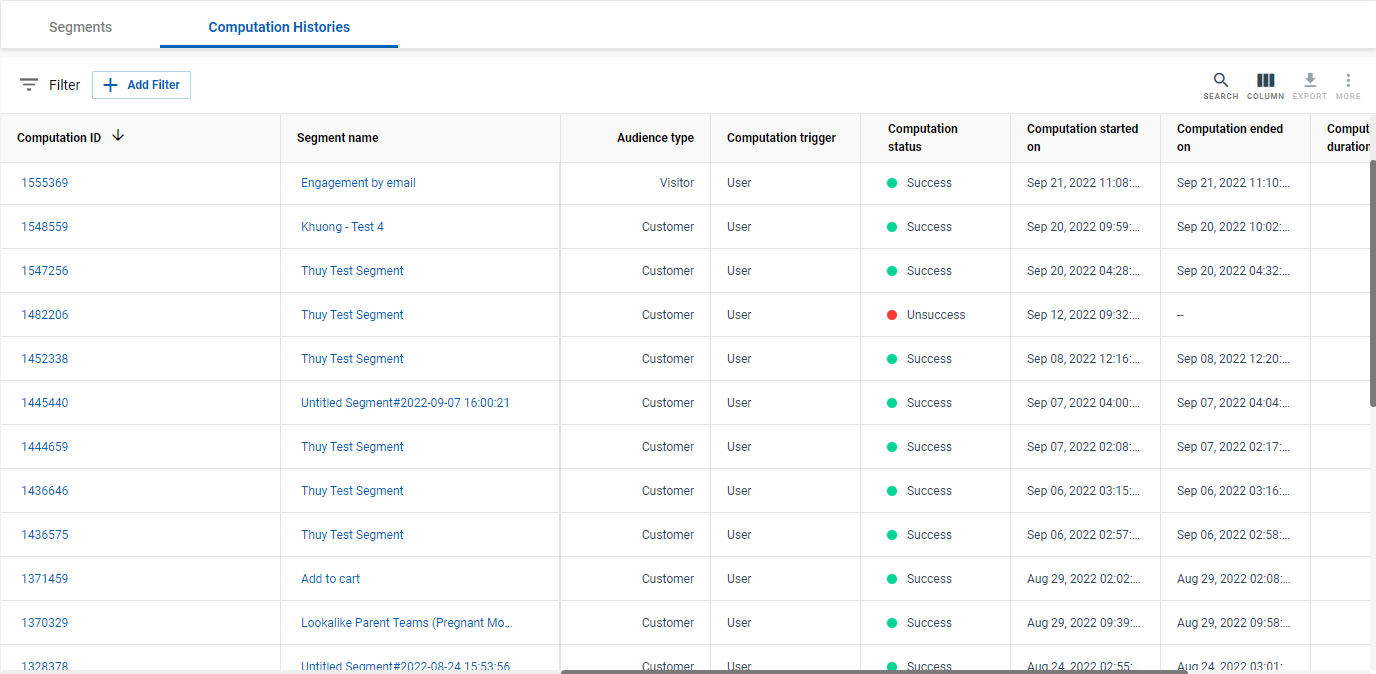 Segments Computation Histories
Filter Add Filter
SEARCH COLUMN EXPORT MORE
Computation ID Segment name Audience type Computation trigger Computation status Computation started on Computation ended on Comput duration
1555369 Engagement by email Visitor User Success Sep 21, 2022 11:08:... Sep 21, 2022 11:10:...
1548559 Khuong - Test 4 Customer User Success Sep 20, 2022 09:59:... Sep 20, 2022 10:02:...
1547256 Thuy Test Segment Customer User Success Sep 20, 2022 04:28:... Sep 20, 2022 04:32:...
1482206 Thuy Test Segment Customer User Unsuccess Sep 12, 2022 09:32:... --
1452338 Thuy Test Segment Customer User Success Sep 08, 2022 12:16:... Sep 08, 2022 12:20:...
1445440 Untitled Segment#2022-09-07 16:00:21 Customer User Success Sep 07, 2022 04:00:... Sep 07, 2022 04:04:...
1444659 Thuy Test Segment Customer User Success Sep 07, 2022 02:08:... Sep 07, 2022 02:17:...
1436646 Thuy Test Segment Customer User Success Sep 06, 2022 03:15:... Sep 06, 2022 03:16:...
1436575 Thuy Test Segment Customer User Success Sep 06, 2022 02:57:... Sep 06, 2022 02:58:...
1371459 Add to cart Customer User Success Aug 29, 2022 02:02:... Aug 29, 2022 02:08:...
1370329 Lookalike Parent Teams (Pregnant Mo... Customer User Success Aug 29, 2022 09:39:... Aug 29, 2022 09:58:...
1328378 Untitled Segment#2022-08-24 15:53:56 Customer User Success Aug 24, 2022 02:55:... Aug 24, 2022 03:01:...